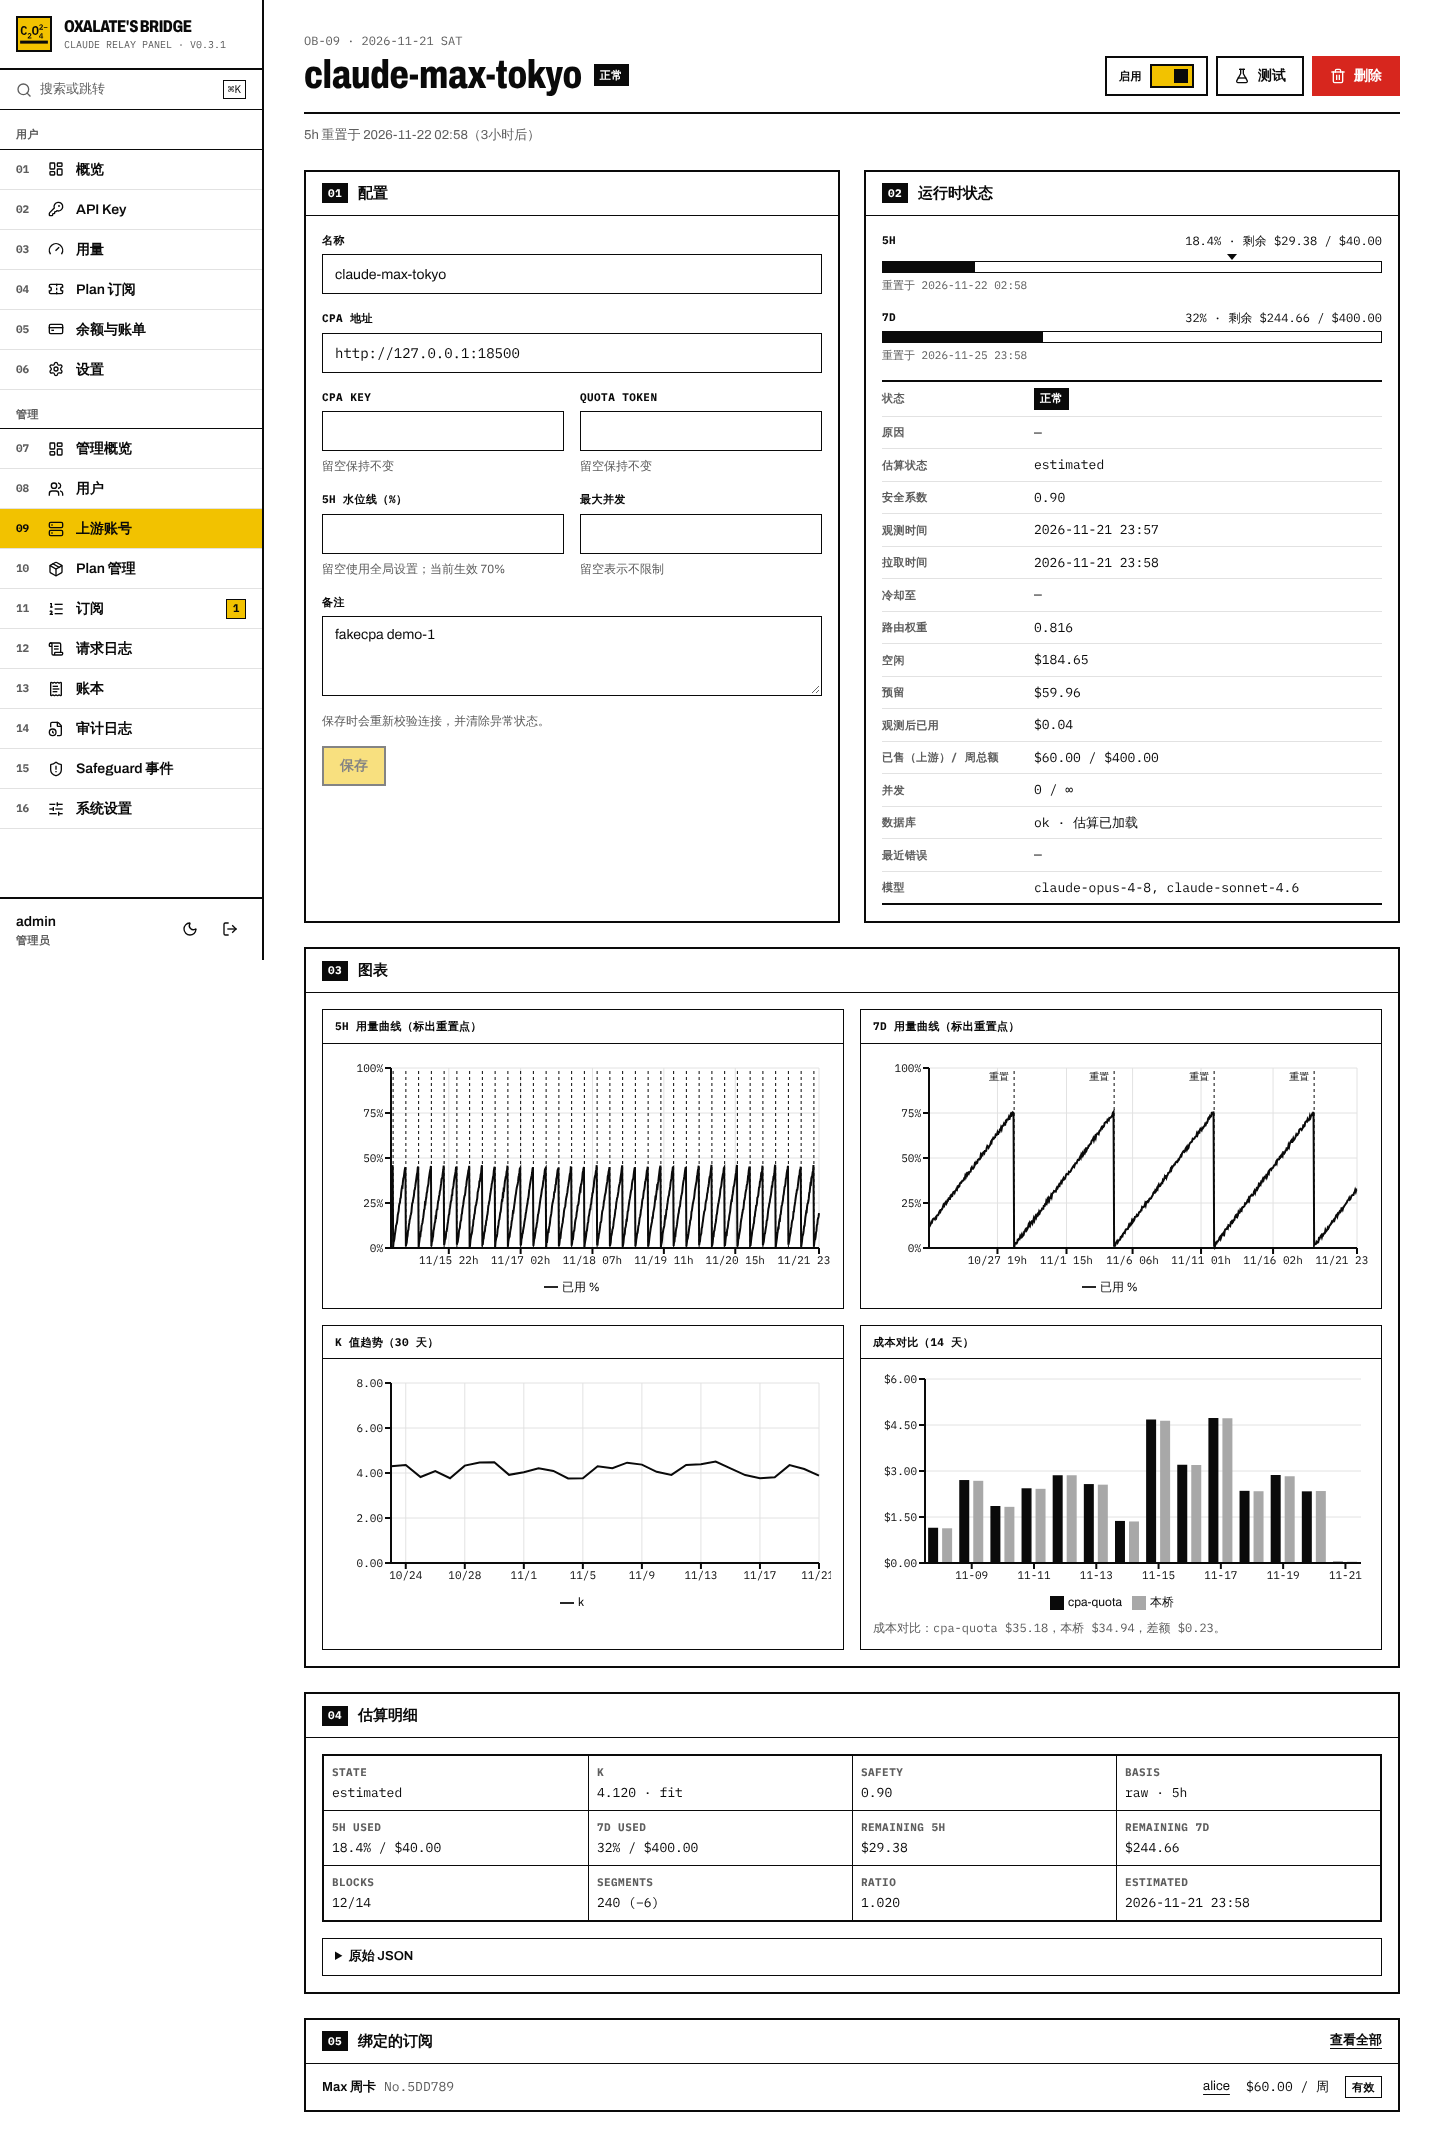 C₂O₄²⁻
OXALATE'S BRIDGE
CLAUDE RELAY PANEL · V0.3.1
搜索或跳转 ⌘K
用户
01 概览
02 API Key
03 用量
04 Plan 订阅
05 余额与账单
06 设置
管理
07 管理概览
08 用户
09 上游账号
10 Plan 管理
11 订阅 1
12 请求日志
13 账本
14 审计日志
15 Safeguard 事件
16 系统设置
admin
管理员
OB-09 · 2026-11-21 SAT
claude-max-tokyo 正常
启用 测试 删除
5h 重置于 2026-11-22 02:58（3小时后）
01 配置
名称
claude-max-tokyo
CPA 地址
http://127.0.0.1:18500
CPA KEY QUOTA TOKEN
留空保持不变 留空保持不变
5H 水位线（%） 最大并发
留空使用全局设置；当前生效 70% 留空表示不限制
备注
fakecpa demo-1
保存时会重新校验连接，并清除异常状态。
保存
02 运行时状态
5H 18.4% · 剩余 $29.38 / $40.00
重置于 2026-11-22 02:58
7D 32% · 剩余 $244.66 / $400.00
重置于 2026-11-25 23:58
状态 正常
原因 —
估算状态 estimated
安全系数 0.90
观测时间 2026-11-21 23:57
拉取时间 2026-11-21 23:58
冷却至 —
路由权重 0.816
空闲 $184.65
预留 $59.96
观测后已用 $0.04
已售（上游）/ 周总额 $60.00 / $400.00
并发 0 / ∞
数据库 ok · 估算已加载
最近错误 —
模型 claude-opus-4-8, claude-sonnet-4.6
03 图表
5H 用量曲线（标出重置点）
100%
75%
50%
25%
0%
11/15 22h 11/17 02h 11/18 07h 11/19 11h 11/20 15h 11/21 23
已用 %
7D 用量曲线（标出重置点）
重置 重置 重置 重置
100%
75%
50%
25%
0%
10/27 19h 11/1 15h 11/6 06h 11/11 01h 11/16 02h 11/21 23
已用 %
K 值趋势（30 天）
8.00
6.00
4.00
2.00
0.00
10/24 10/28 11/1 11/5 11/9 11/13 11/17 11/21
k
成本对比（14 天）
$6.00
$4.50
$3.00
$1.50
$0.00
11-09 11-11 11-13 11-15 11-17 11-19 11-21
cpa-quota 本桥
成本对比：cpa-quota $35.18，本桥 $34.94，差额 $0.23。
04 估算明细
STATE K SAFETY BASIS
estimated 4.120 · fit 0.90 raw · 5h
5H USED 7D USED REMAINING 5H REMAINING 7D
18.4% / $40.00 32% / $400.00 $29.38 $244.66
BLOCKS SEGMENTS RATIO ESTIMATED
12/14 240 (−6) 1.020 2026-11-21 23:58
▶ 原始 JSON
05 绑定的订阅 查看全部
Max 周卡 No.5DD789 alice $60.00 / 周 有效